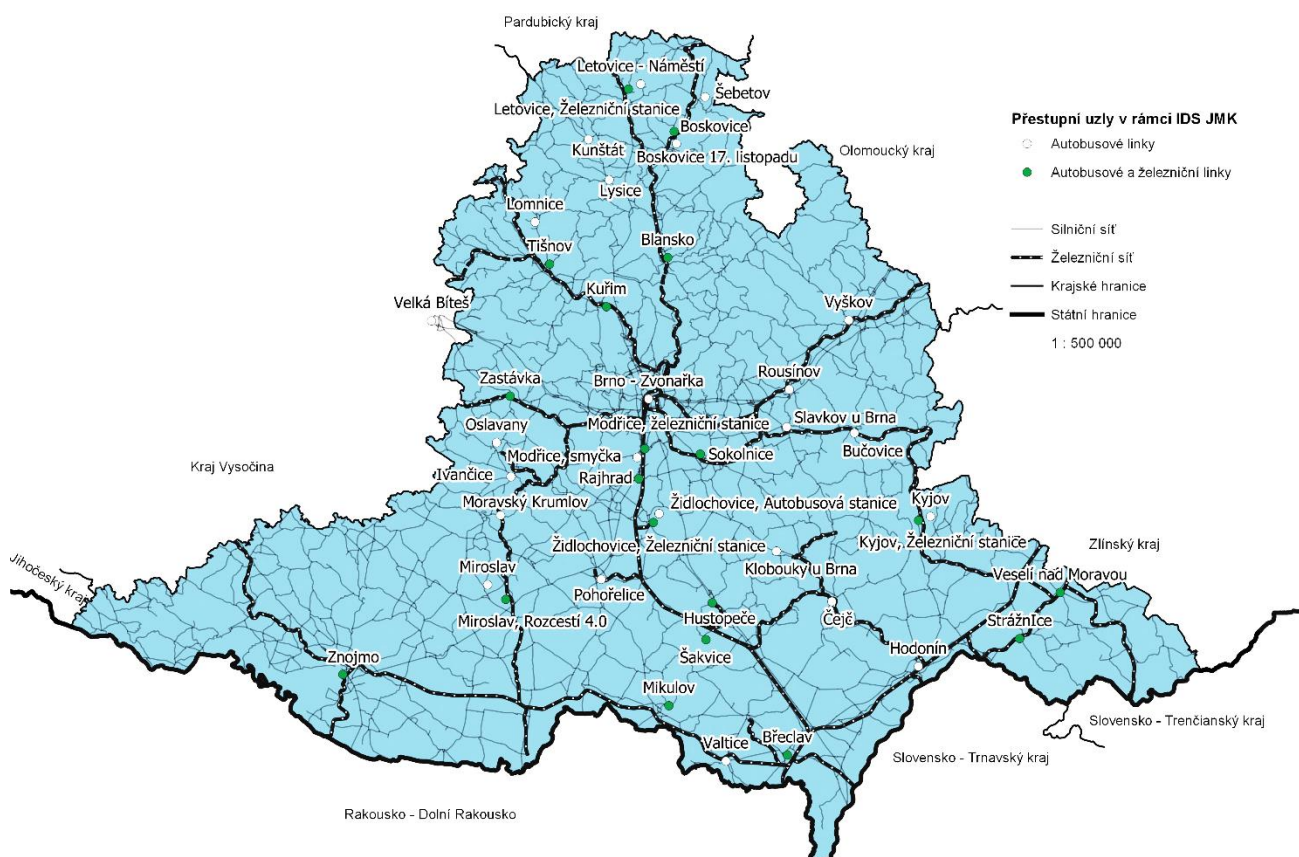 Pardubický kraj
Letovice - Náměstí
Šebetov
Letovice, Železniční stanice
Boskovice
Kunštát
Boskovice 17. listopadu
Olomoucký kraj
Lysice
Lomnice
Tišnov
Blansko
Kuřim
Velká Bíteš
Vyškov
Zastávka
Brno - Zvonařka
Rousínov
Oslavany
Modřice, železniční stanice
Slavkov u Brna
Modřice, smyčka
Sokolnice
Bučovice
Kraj Vysočina
Ivančice
Rajhrad
Moravský Krumlov
Židlochovice, Autobusová stanice
Kyjov
Židlochovice, Železniční stanice
Kyjov, Železniční stanice
Zlínský kraj
Jihočeský kraj
Miroslav
Klobouky u Brna
Veselí nad Moravou
Pohořelice
Miroslav, Rozcestí 4.0
Hustopeče
Čejč
StrážnIce
Šakvice
Hodonín
Znojmo
Mikulov
Slovensko - Trenčianský kraj
Valtice
Břeclav
Slovensko - Trnavský kraj
Rakousko - Dolní Rakousko
Přestupní uzly v rámci IDS JMK
Autobusové linky
Autobusové a železniční linky
Silniční síť
Železniční síť
Krajské hranice
Státní hranice
1 : 500 000